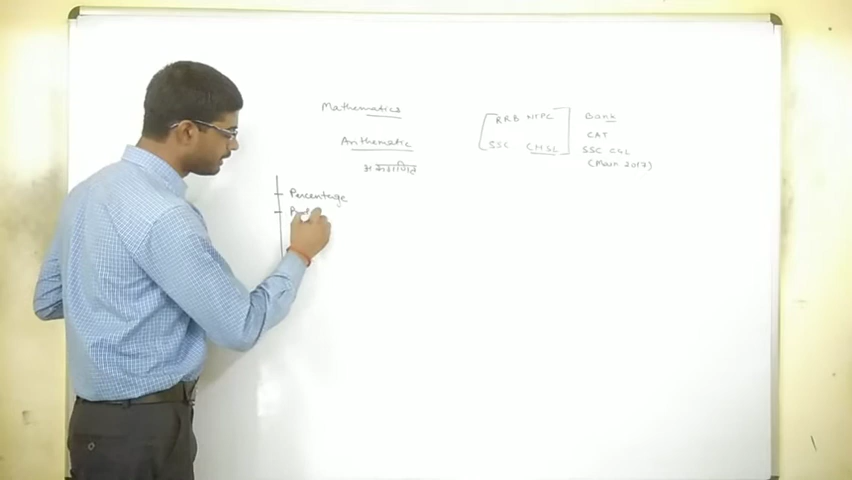 Mathematics
Arithmetic
अंकगणित
Percentage
RRB NTPC
SSC CHSL
Bank
CAT
SSC CGL
(Main 2017)